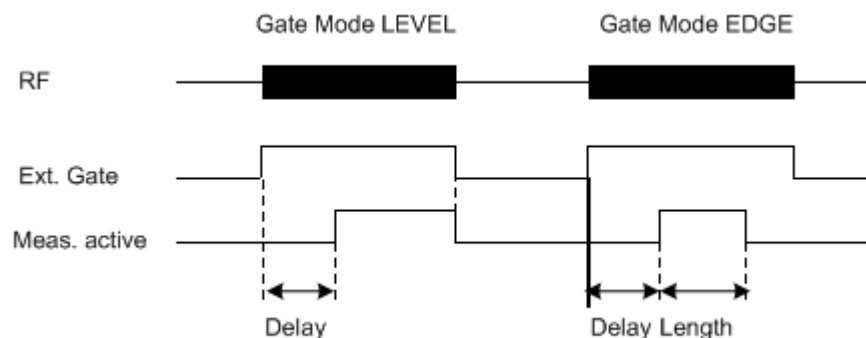 Gate Mode LEVEL Gate Mode EDGE
RF
Ext. Gate
Meas. active
Delay Delay Length